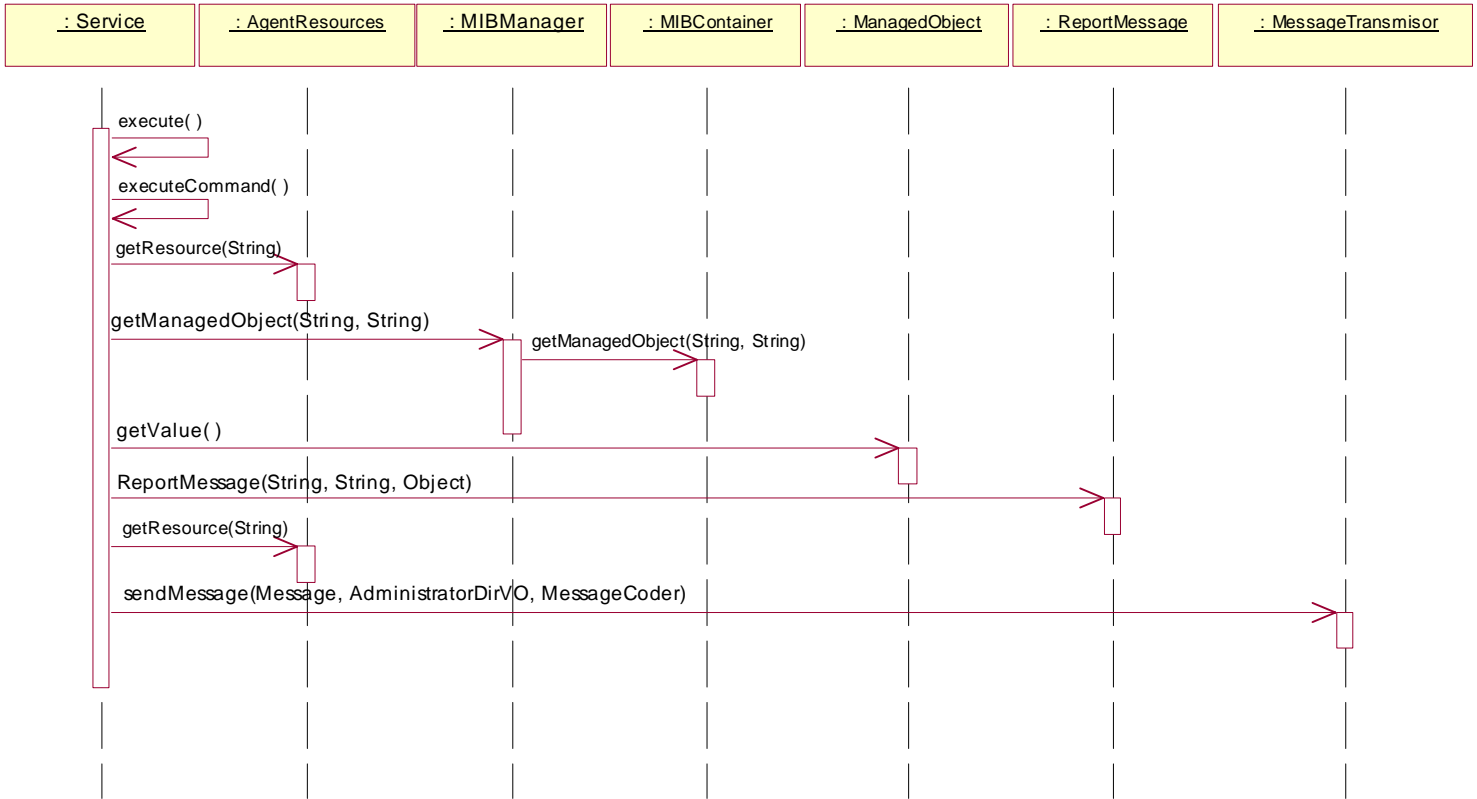 : Service
: AgentResources
: MIBManager
: MIBContainer
: ManagedObject
: ReportMessage
: MessageTransmisor
execute( )
executeCommand( )
getResource(String)
getManagedObject(String, String)
getManagedObject(String, String)
getValue( )
ReportMessage(String, String, Object)
getResource(String)
sendMessage(Message, AdministratorDirVO, MessageCoder)